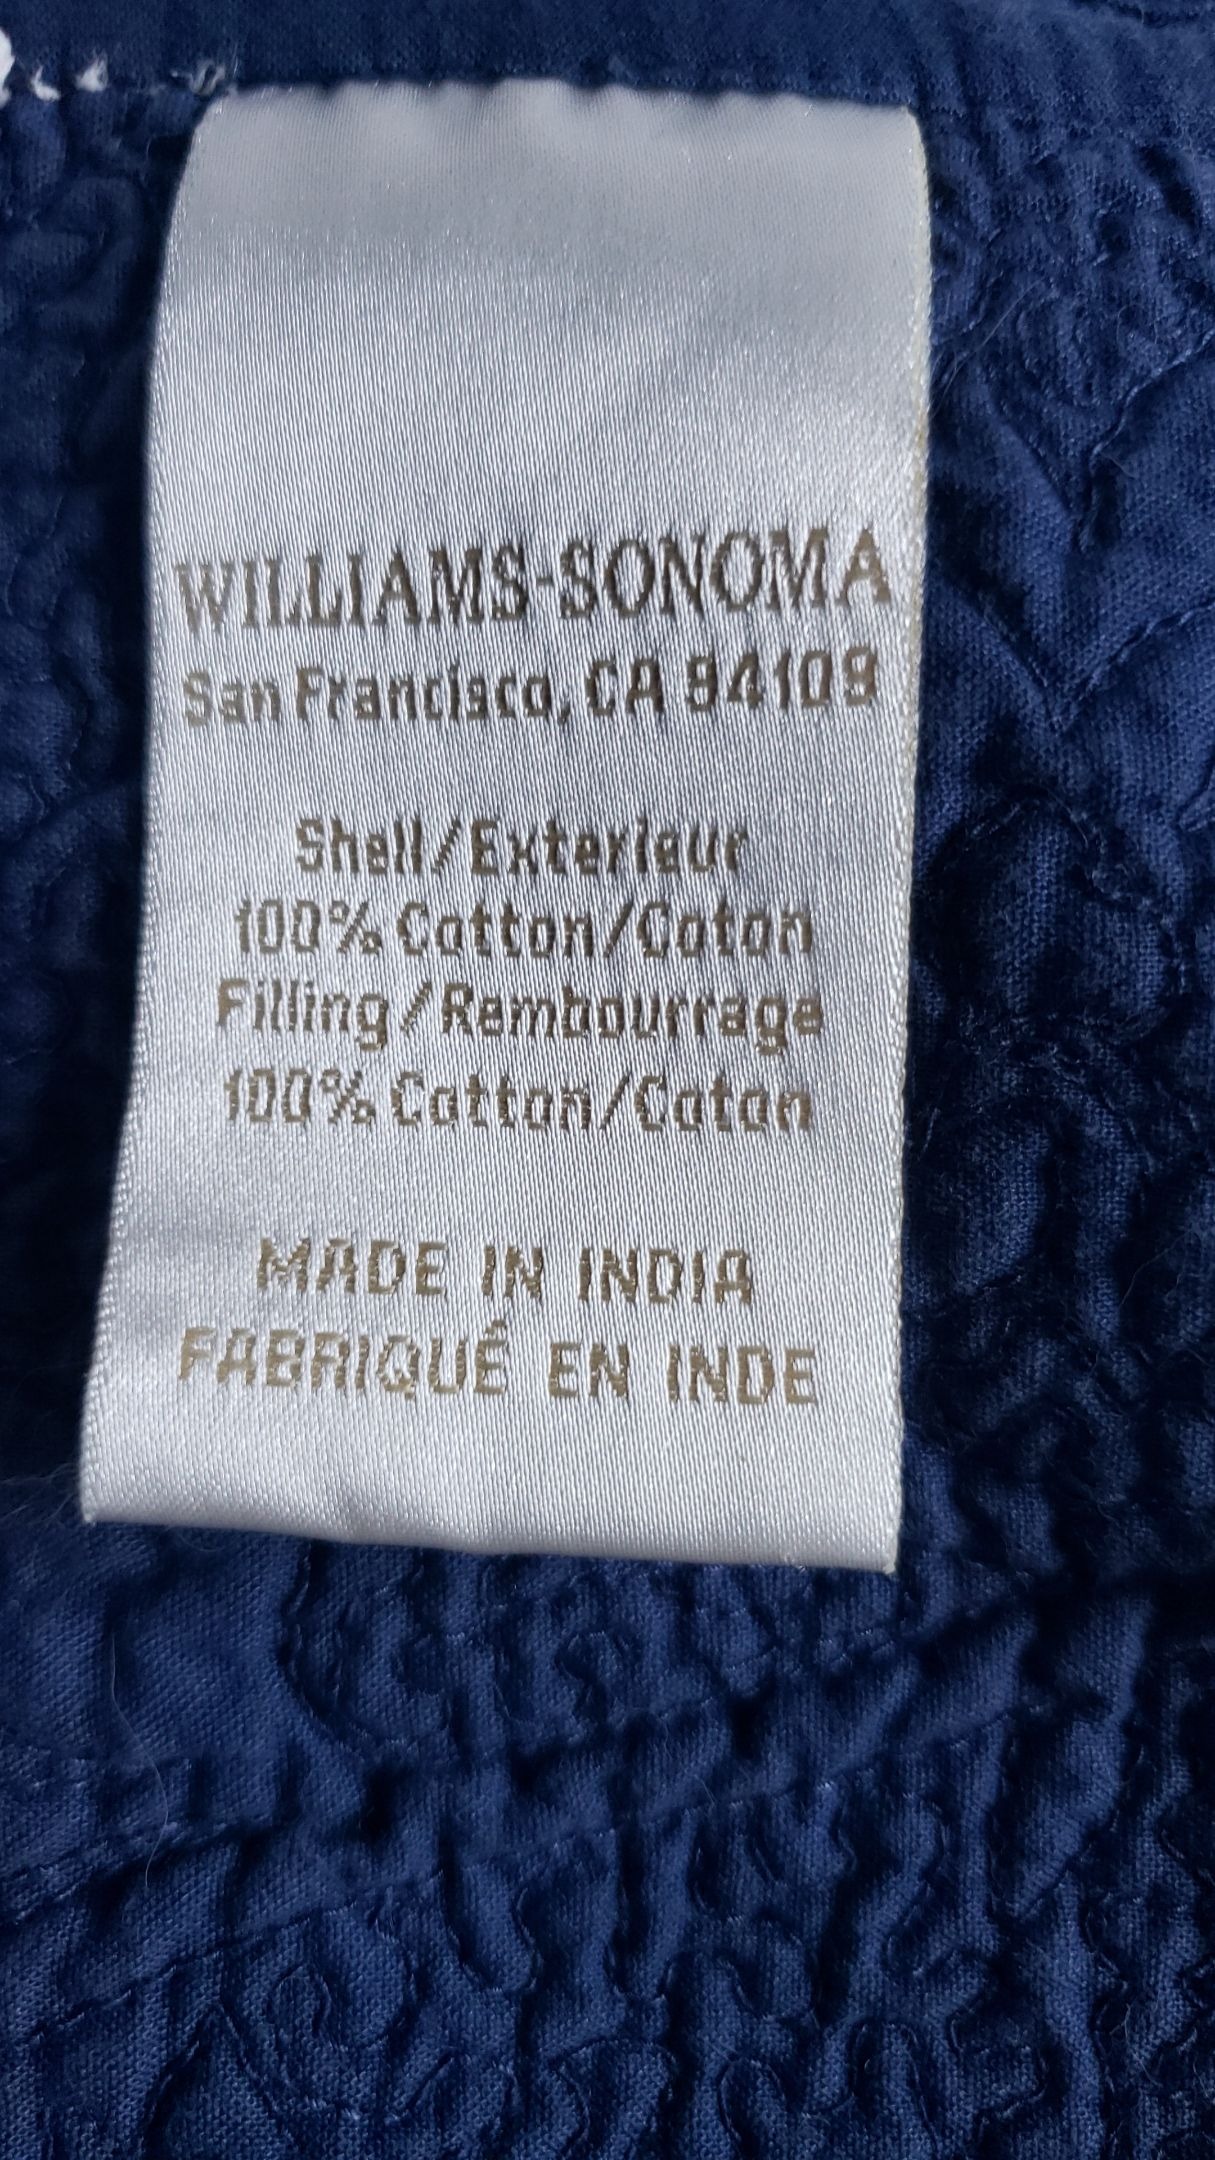 WILLIAMS-SONOMA
San Francisco, CA 94109
Shell/Exterieur
100% Cotton/Coton
Filling/Rembourrage
100% Cotton/Coton
MADE IN INDIA
FABRIQUÉ EN INDE